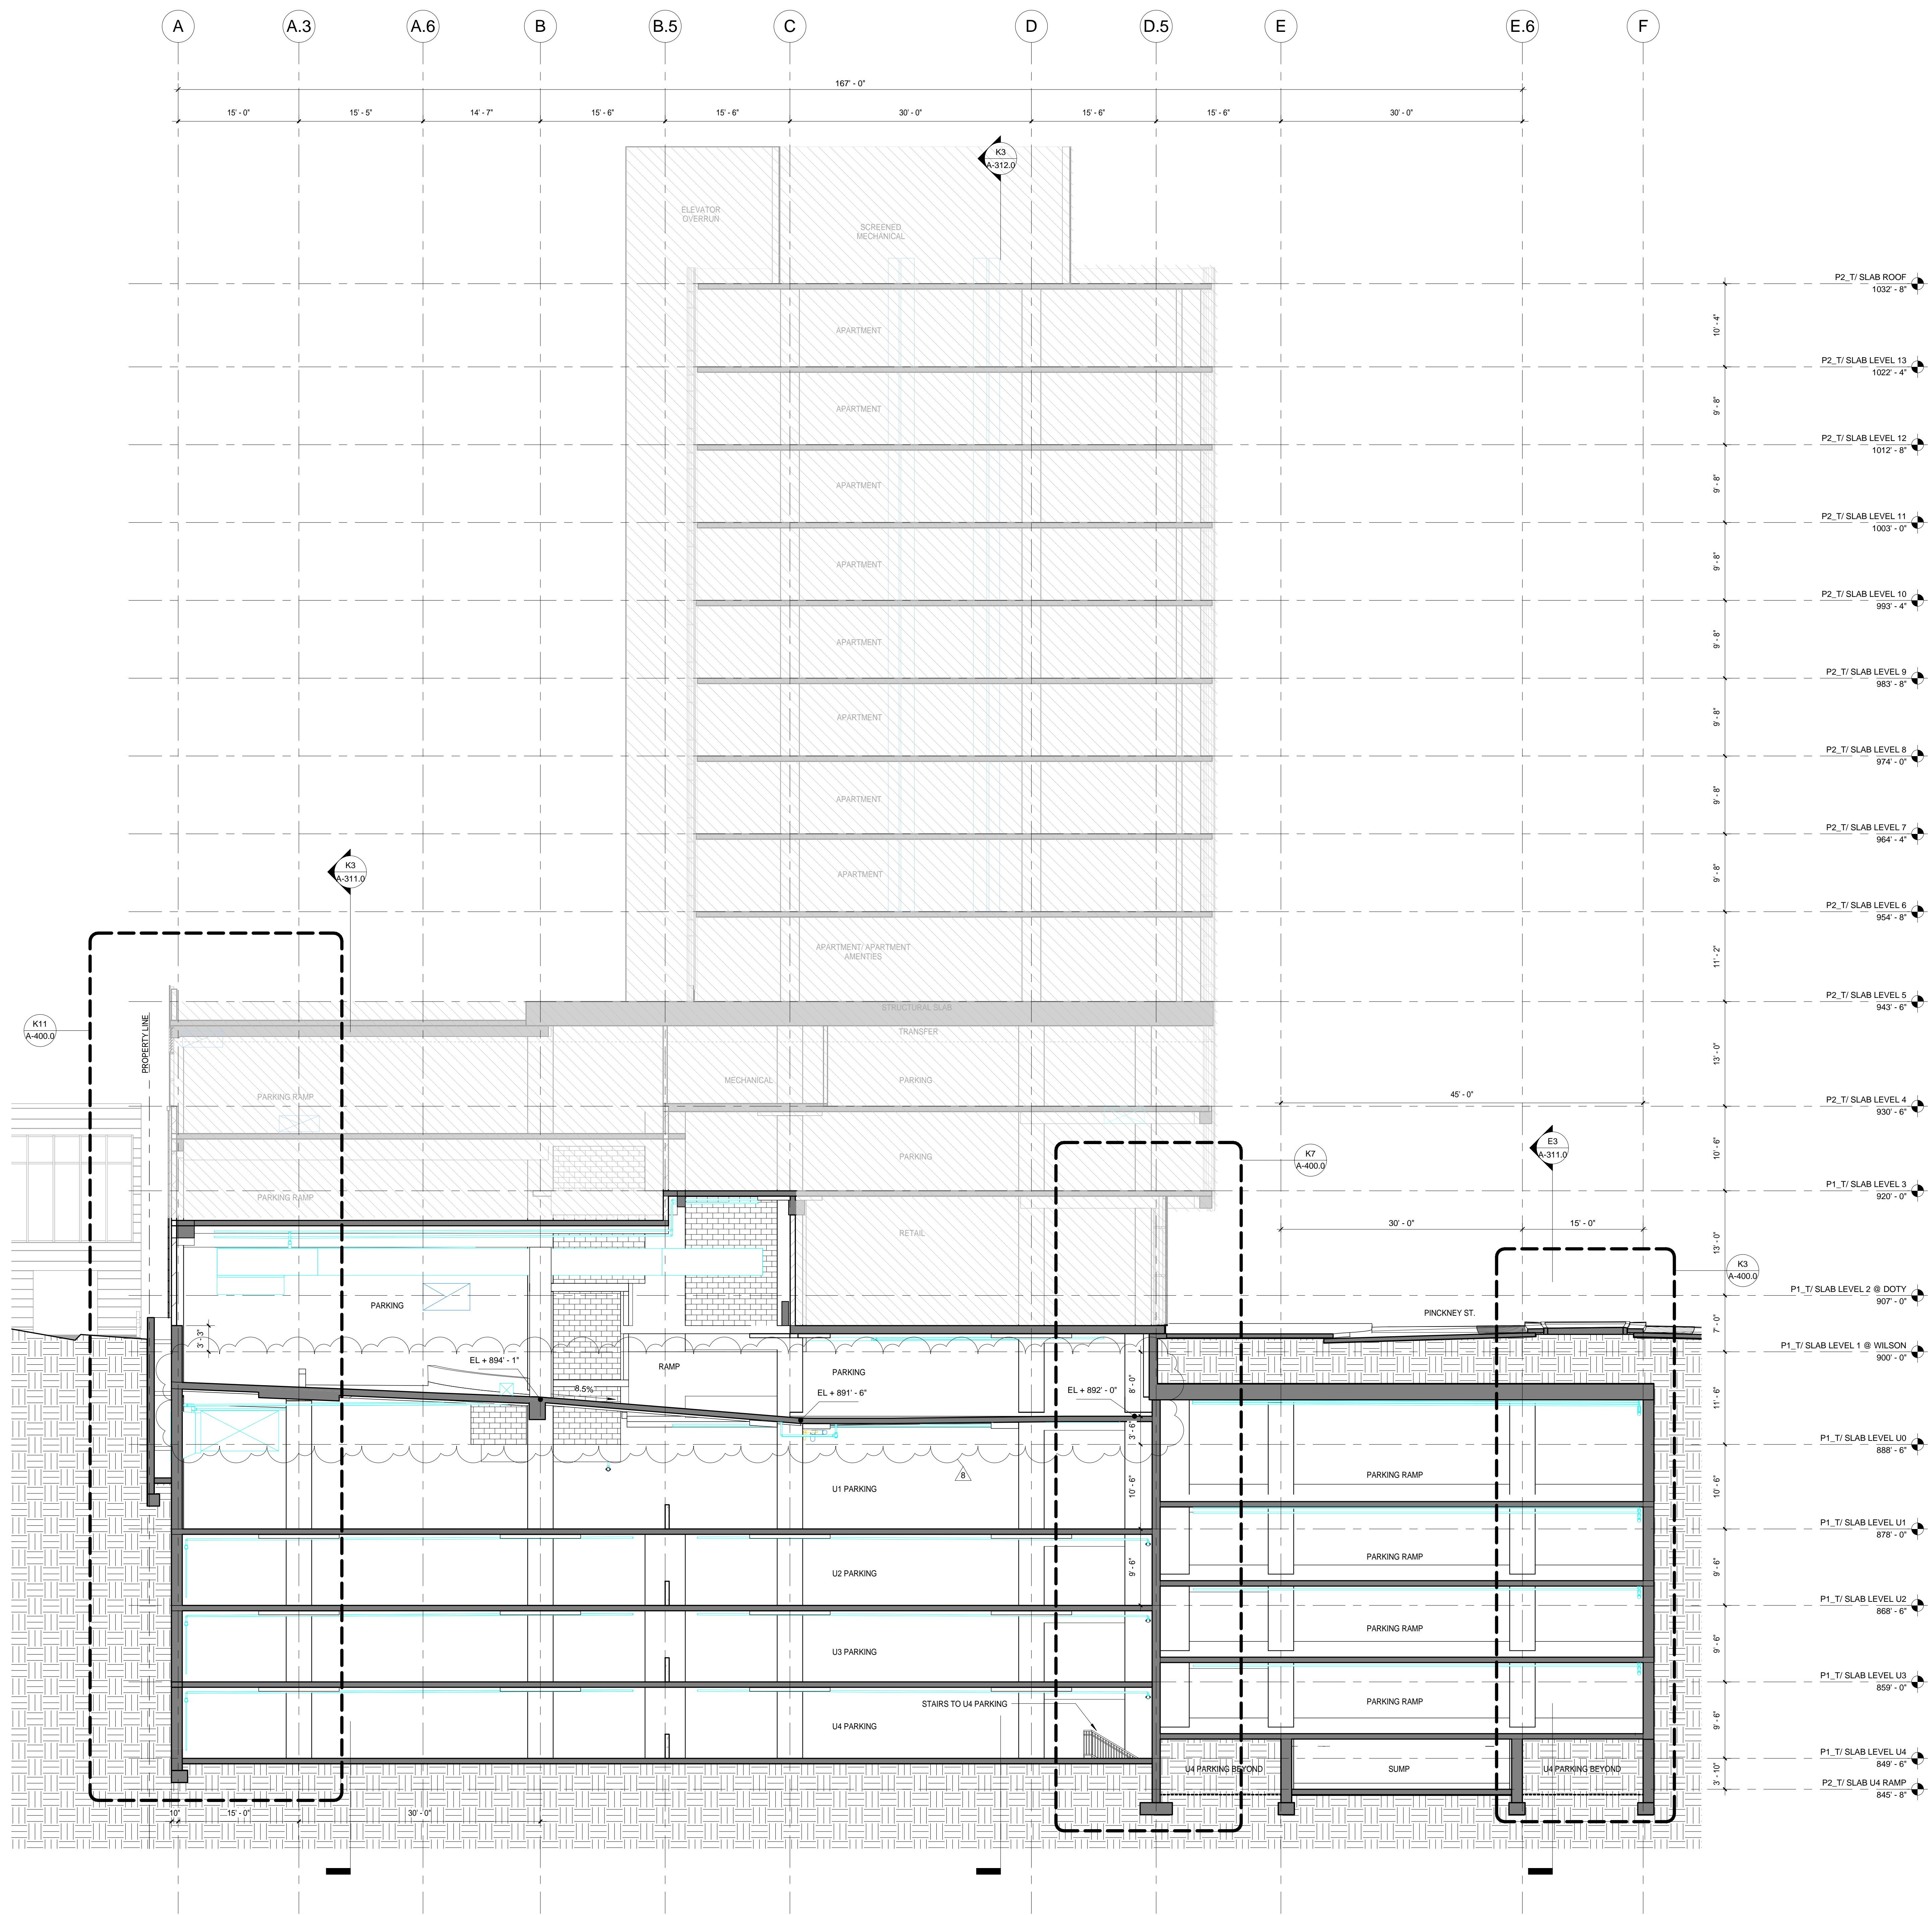 A
A.3
A.6
B
B.5
C
D
D.5
E
E.6
F
167' - 0"
15' - 0"
15' - 5"
14' - 7"
15' - 6"
15' - 6"
30' - 0"
15' - 6"
15' - 6"
30' - 0"
K3
A-312.0
ELEVATOR
OVERRUN
SCREENED
MECHANICAL
P2_T/ SLAB ROOF
1032' - 8"
10' - 4"
APARTMENT
P2_T/ SLAB LEVEL 13
1022' - 4"
9' - 8"
APARTMENT
P2_T/ SLAB LEVEL 12
1012' - 8"
9' - 8"
APARTMENT
P2_T/ SLAB LEVEL 11
1003' - 0"
9' - 8"
APARTMENT
P2_T/ SLAB LEVEL 10
993' - 4"
9' - 8"
APARTMENT
P2_T/ SLAB LEVEL 9
983' - 8"
9' - 8"
APARTMENT
P2_T/ SLAB LEVEL 8
974' - 0"
9' - 8"
APARTMENT
P2_T/ SLAB LEVEL 7
964' - 4"
9' - 8"
APARTMENT
K3
A-311.0
P2_T/ SLAB LEVEL 6
954' - 8"
11' - 2"
APARTMENT/ APARTMENT
AMENTIES
P2_T/ SLAB LEVEL 5
943' - 6"
STRUCTURAL SLAB
TRANSFER
K11
A-400.0
PROPERTY LINE
13' - 0"
MECHANICAL
PARKING
PARKING RAMP
45' - 0"
P2_T/ SLAB LEVEL 4
930' - 6"
E3
A-311.0
K7
A-400.0
10' - 6"
PARKING
P1_T/ SLAB LEVEL 3
920' - 0"
PARKING RAMP
RETAIL
30' - 0"
15' - 0"
13' - 0"
K3
A-400.0
P1_T/ SLAB LEVEL 2 @ DOTY
907' - 0"
PARKING
PINCKNEY ST.
7' - 0"
3' - 3"
P1_T/ SLAB LEVEL 1 @ WILSON
900' - 0"
EL + 894' - 1"
RAMP
PARKING
8.5%
EL + 891' - 6"
EL + 892' - 0"
8' - 0"
11' - 6"
3' - 6"
P1_T/ SLAB LEVEL U0
888' - 6"
8
U1 PARKING
10' - 6"
PARKING RAMP
10' - 6"
P1_T/ SLAB LEVEL U1
878' - 0"
U2 PARKING
9' - 6"
PARKING RAMP
9' - 6"
P1_T/ SLAB LEVEL U2
868' - 6"
U3 PARKING
PARKING RAMP
9' - 6"
P1_T/ SLAB LEVEL U3
859' - 0"
STAIRS TO U4 PARKING
PARKING RAMP
U4 PARKING
9' - 6"
P1_T/ SLAB LEVEL U4
849' - 6"
U4 PARKING BEYOND
SUMP
U4 PARKING BEYOND
3' - 10"
P2_T/ SLAB U4 RAMP
845' - 8"
10"
15' - 0"
30' - 0"